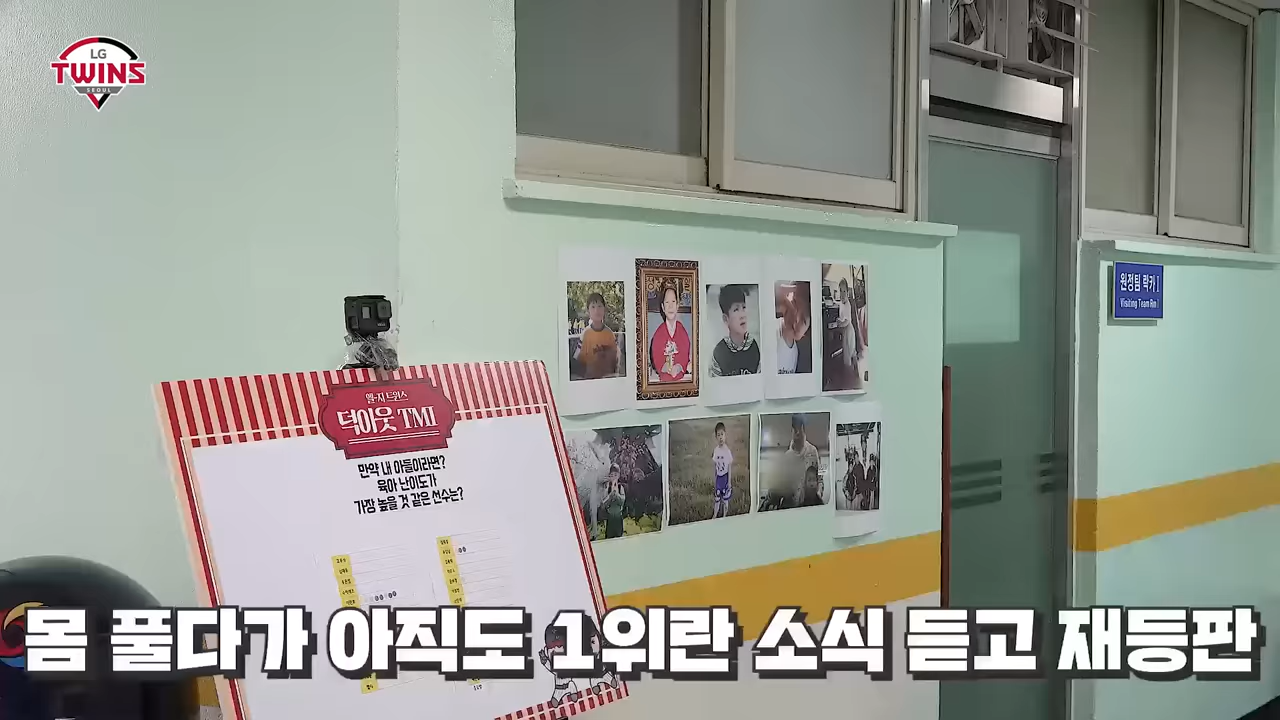 LG
TWINS
SEOUL
원정팀 락카 1
Visiting Team Rm 1
엘지트윈스
덕아웃 TMI
만약 내 아들이라면?
육아 난이도가
가장 높을 것 같은 선수는?
몸 풀다가 아직도 1위란 소식 듣고 재등판